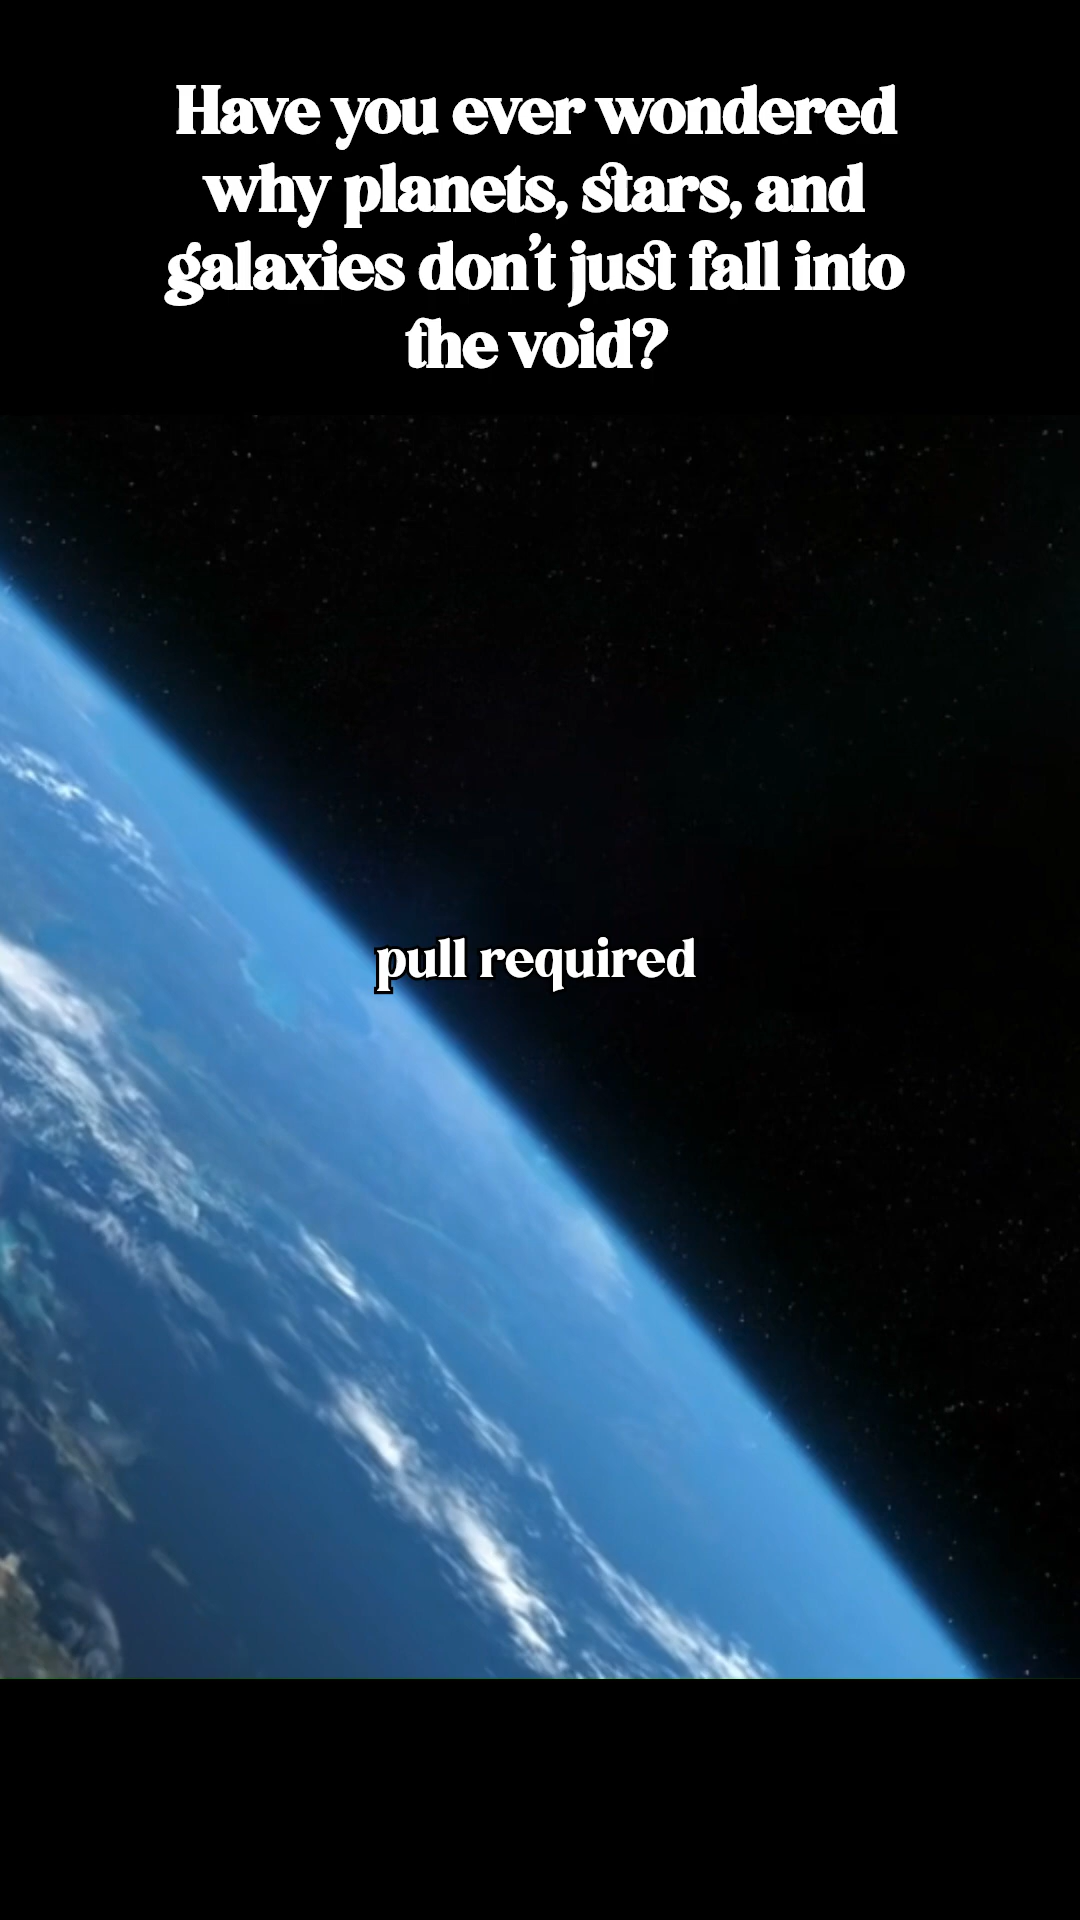 Have you ever wondered
why planets, stars, and
galaxies don't just fall into
the void?
pull required